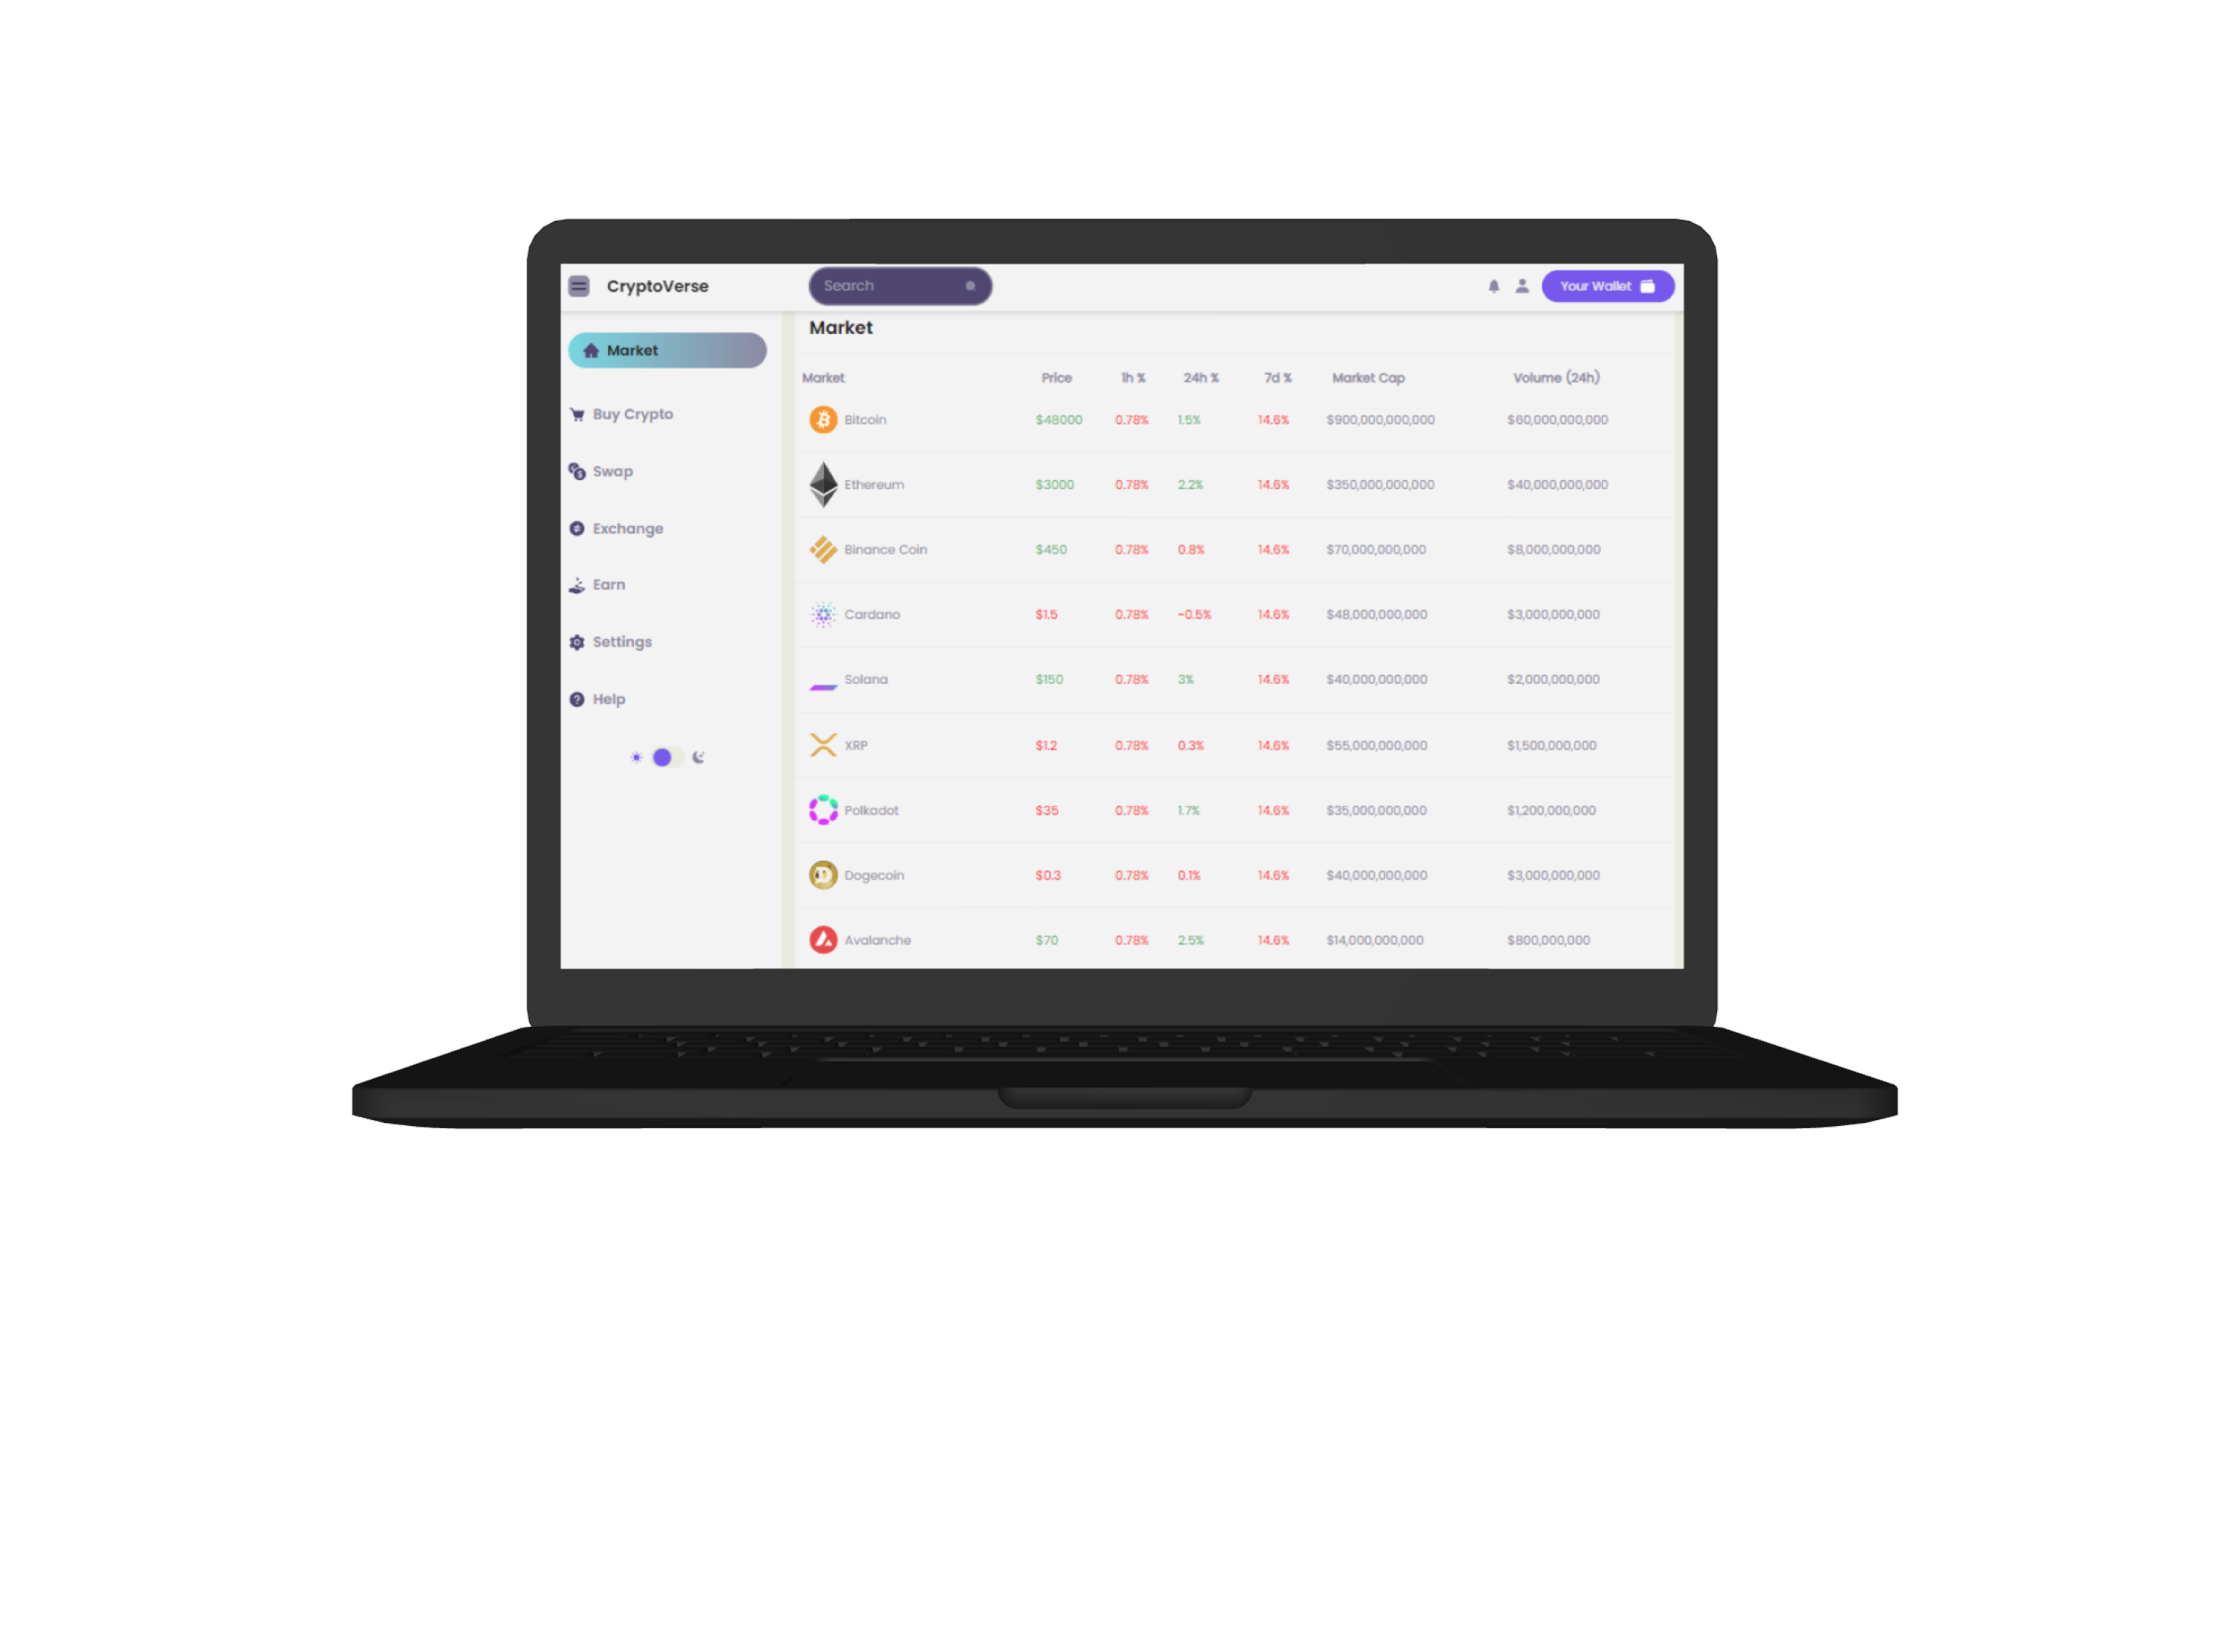 CryptoVerse
Search
Your Wallet
Market
Buy Crypto
Swap
Exchange
Earn
Settings
Help
Market
Market Price 1h % 24h % 7d % Market Cap Volume (24h)
Bitcoin $48000 0.78% 1.5% 14.6% $900,000,000,000 $60,000,000,000
Ethereum $3000 0.78% 2.2% 14.6% $350,000,000,000 $40,000,000,000
Binance Coin $450 0.78% 0.8% 14.6% $70,000,000,000 $8,000,000,000
Cardano $1.5 0.78% -0.5% 14.6% $48,000,000,000 $3,000,000,000
Solana $150 0.78% 3% 14.6% $40,000,000,000 $2,000,000,000
XRP $1.2 0.78% 0.3% 14.6% $55,000,000,000 $1,500,000,000
Polkadot $35 0.78% 1.7% 14.6% $35,000,000,000 $1,200,000,000
Dogecoin $0.3 0.78% 0.1% 14.6% $40,000,000,000 $3,000,000,000
Avalanche $70 0.78% 2.5% 14.6% $14,000,000,000 $800,000,000